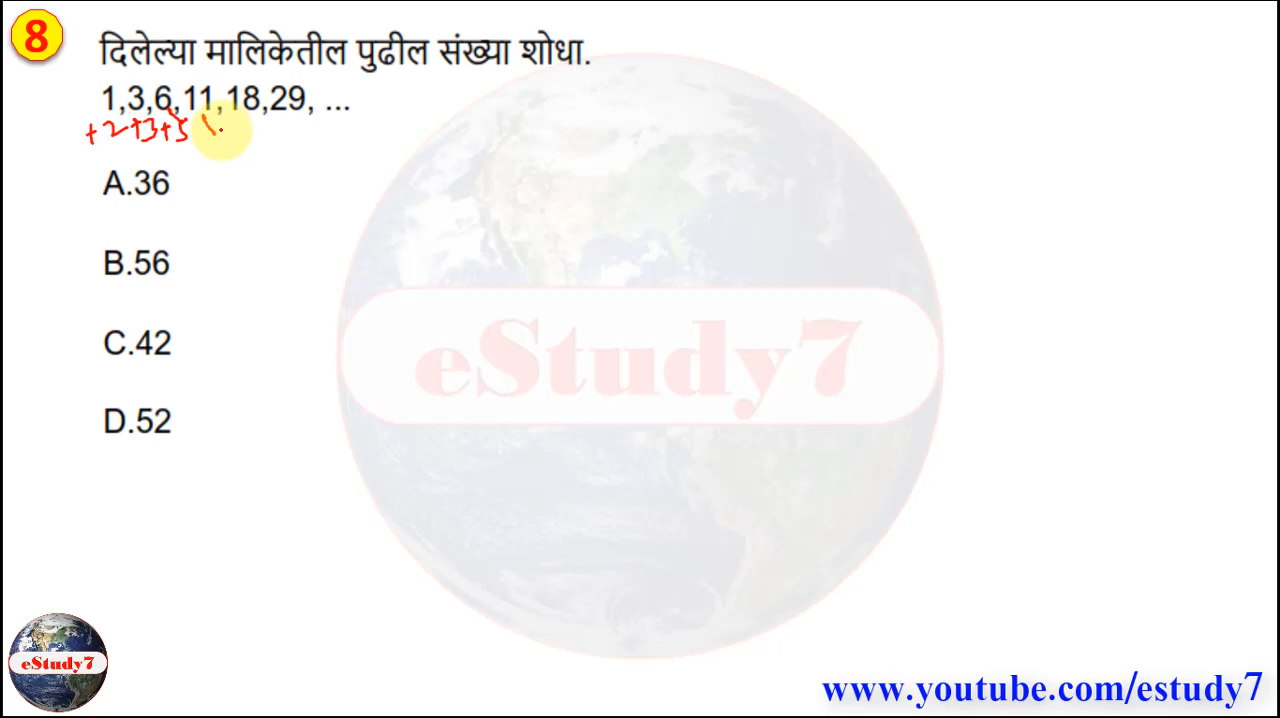 8
दिलेल्या मालिकेतील पुढील संख्या शोधा.
1,3,6,11,18,29, ...
+2+3+5
A.36
B.56
C.42
D.52
eStudy7
eStudy7
www.youtube.com/estudy7